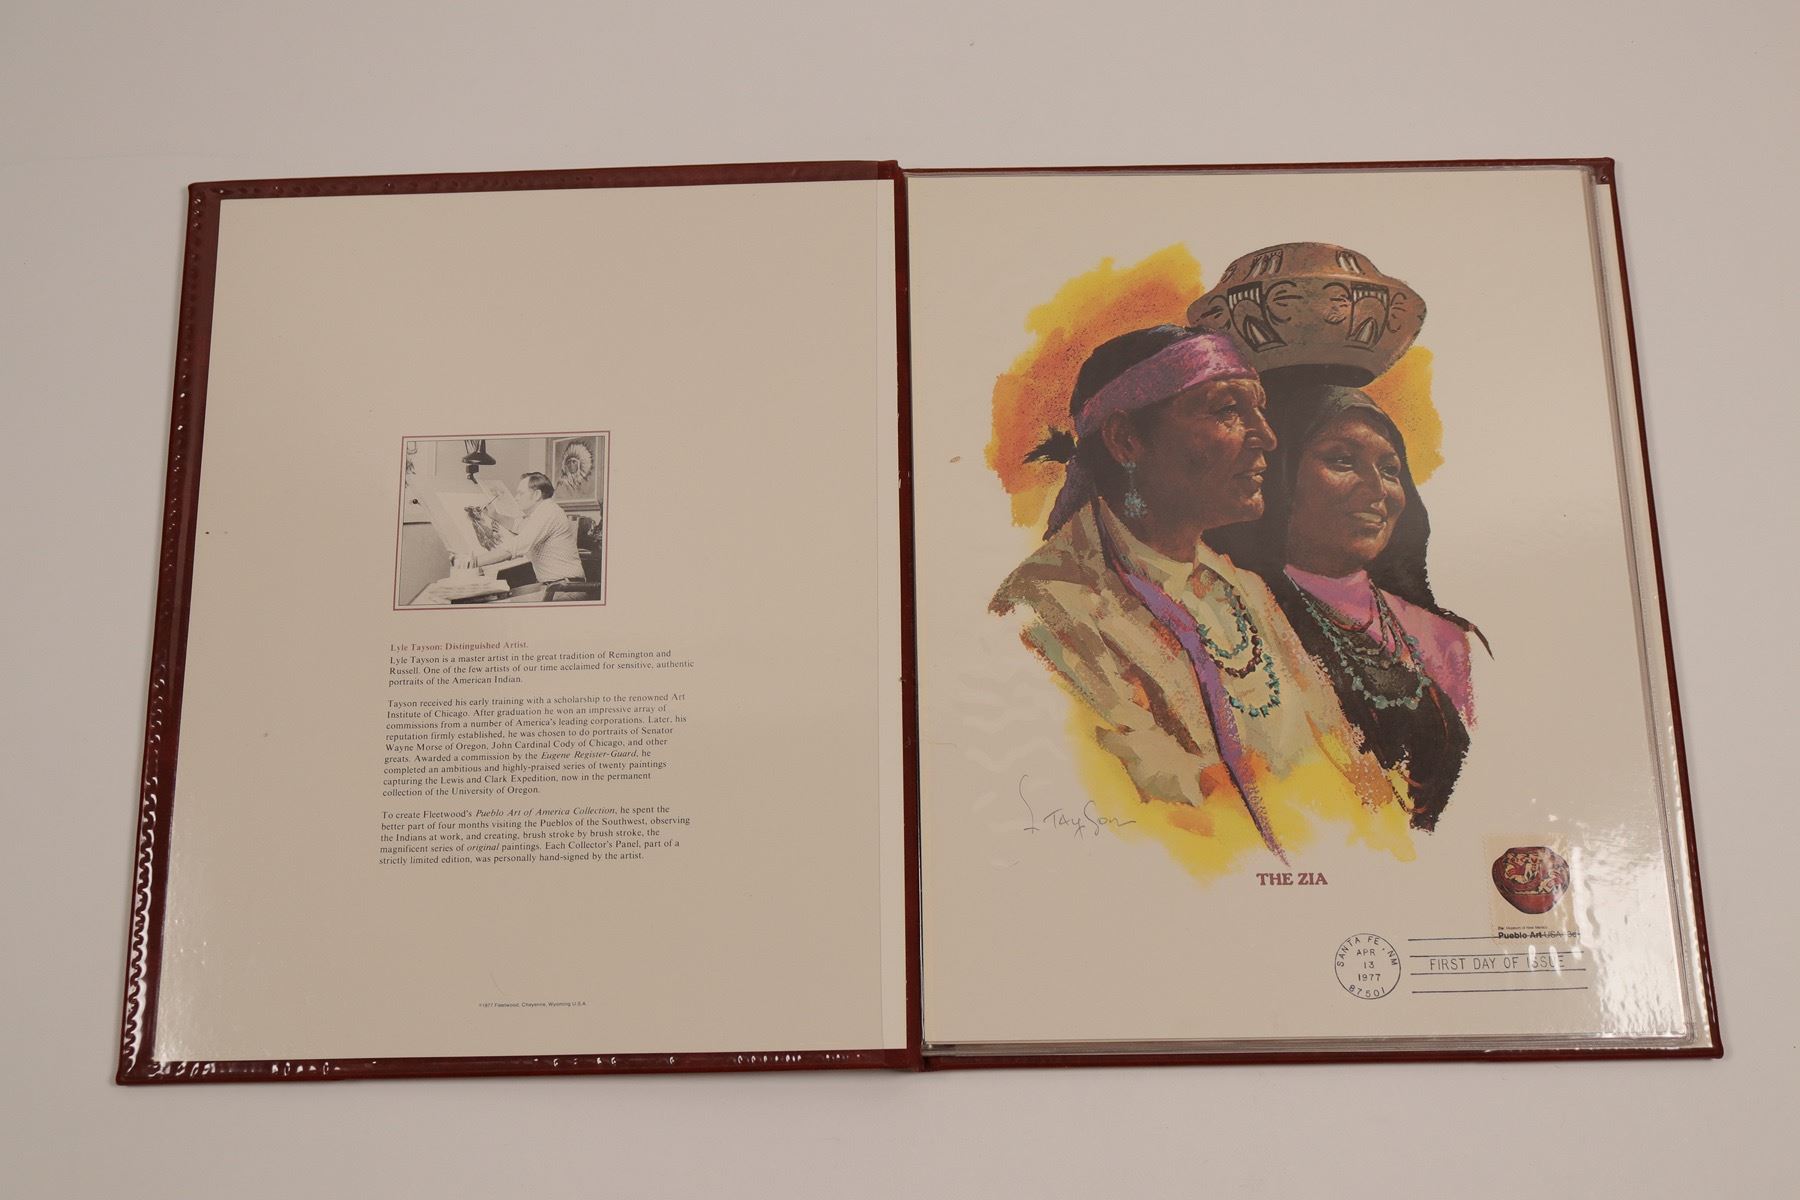 Lyle Tayson: Distinguished Artist.
Lyle Tayson is a master artist in the great tradition of Remington and
Russell. One of the few artists of our time acclaimed for sensitive, authentic
portraits of the American Indian.
Tayson received his early training with a scholarship to the renowned Art
Institute of Chicago. After graduation he won an impressive array of
commissions from a number of America's leading corporations. Later, his
reputation firmly established, he was chosen to do portraits of Senator
Wayne Morse of Oregon, John Cardinal Cody of Chicago, and other
greats. Awarded a commission by the Eugene Register-Guard, he
completed an ambitious and highly-praised series of twenty paintings
capturing the Lewis and Clark Expedition, now in the permanent
collection of the University of Oregon.
To create Fleetwood's Pueblo Art of America Collection, he spent the
better part of four months visiting the Pueblos of the Southwest, observing
the Indians at work, and creating, brush stroke by brush stroke, the
magnificent series of original paintings. Each Collector's Panel, part of a
strictly limited edition, was personally hand-signed by the artist.
©1977 Fleetwood, Cheyenne, Wyoming U.S.A.
L TAYSon
THE ZIA
Zia: Museum of New Mexico
Pueblo Art USA 13c
SANTA FE, NM
APR
13
1977
87501
FIRST DAY OF ISSUE